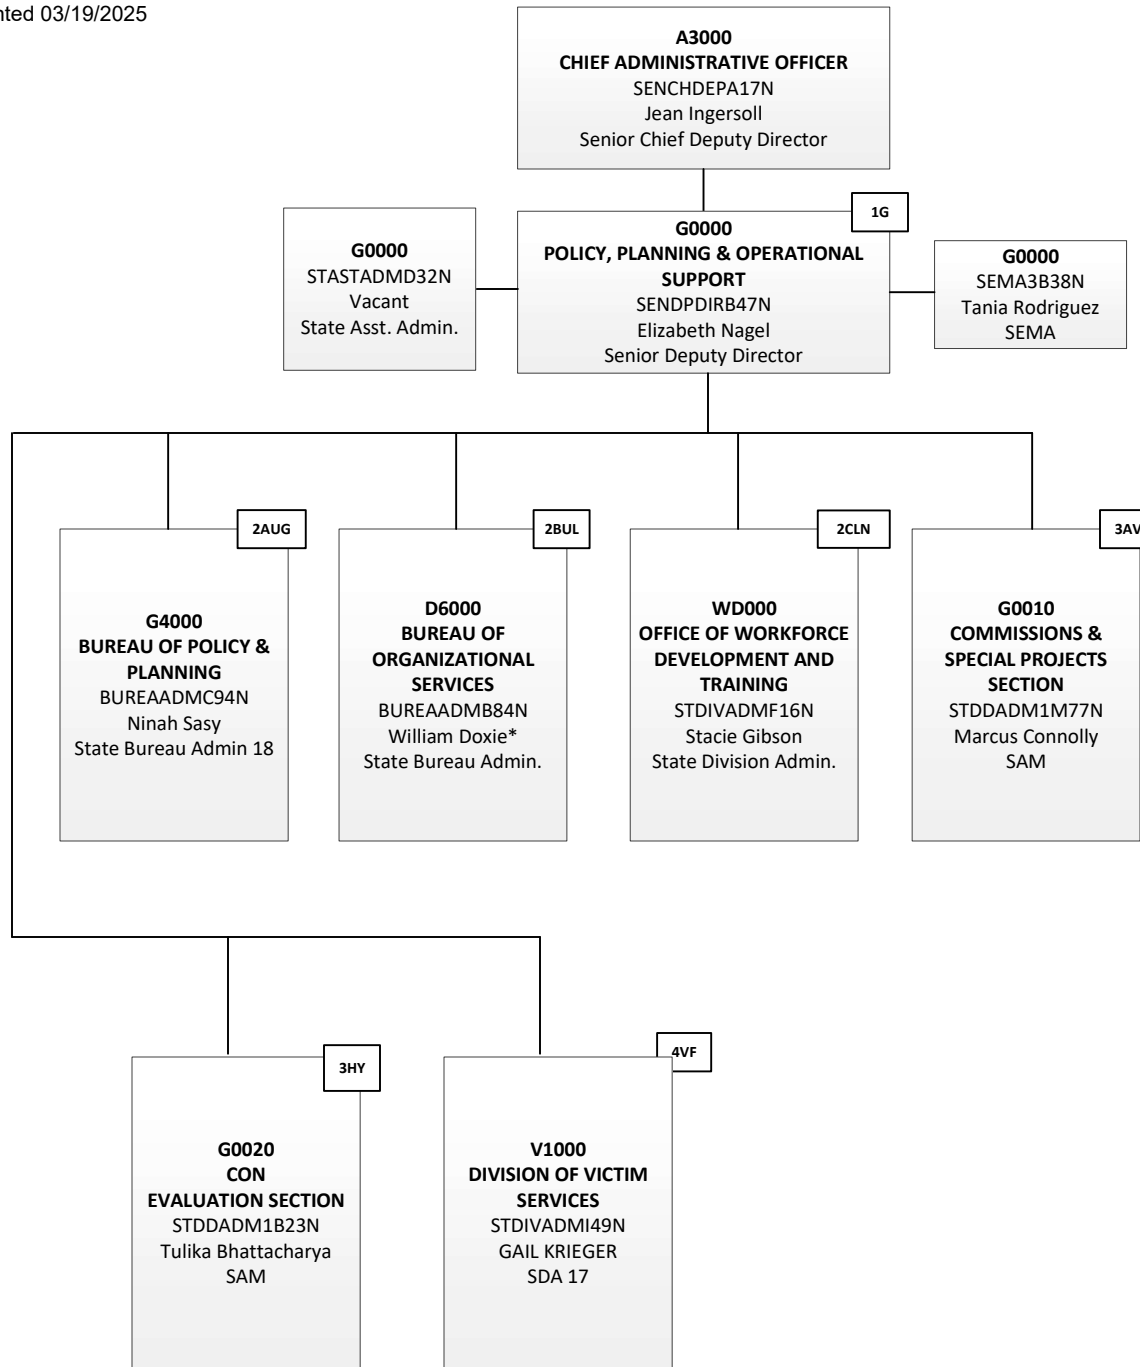 nted 03/19/2025
A3000
CHIEF ADMINISTRATIVE OFFICER
SENCHDEPA17N
Jean Ingersoll
Senior Chief Deputy Director
1G
G0000
STASTADMD32N
Vacant
State Asst. Admin.
G0000
POLICY, PLANNING & OPERATIONAL
SUPPORT
SENDPDIRB47N
Elizabeth Nagel
Senior Deputy Director
G0000
SEMA3B38N
Tania Rodriguez
SEMA
2AUG
G4000
BUREAU OF POLICY &
PLANNING
BUREAADMC94N
Ninah Sasy
State Bureau Admin 18
2BUL
D6000
BUREAU OF
ORGANIZATIONAL
SERVICES
BUREAADMB84N
William Doxie*
State Bureau Admin.
2CLN
WD000
OFFICE OF WORKFORCE
DEVELOPMENT AND
TRAINING
STDIVADMF16N
Stacie Gibson
State Division Admin.
3AV
G0010
COMMISSIONS &
SPECIAL PROJECTS
SECTION
STDDADM1M77N
Marcus Connolly
SAM
3HY
G0020
CON
EVALUATION SECTION
STDDADM1B23N
Tulika Bhattacharya
SAM
4VF
V1000
DIVISION OF VICTIM
SERVICES
STDIVADMI49N
GAIL KRIEGER
SDA 17